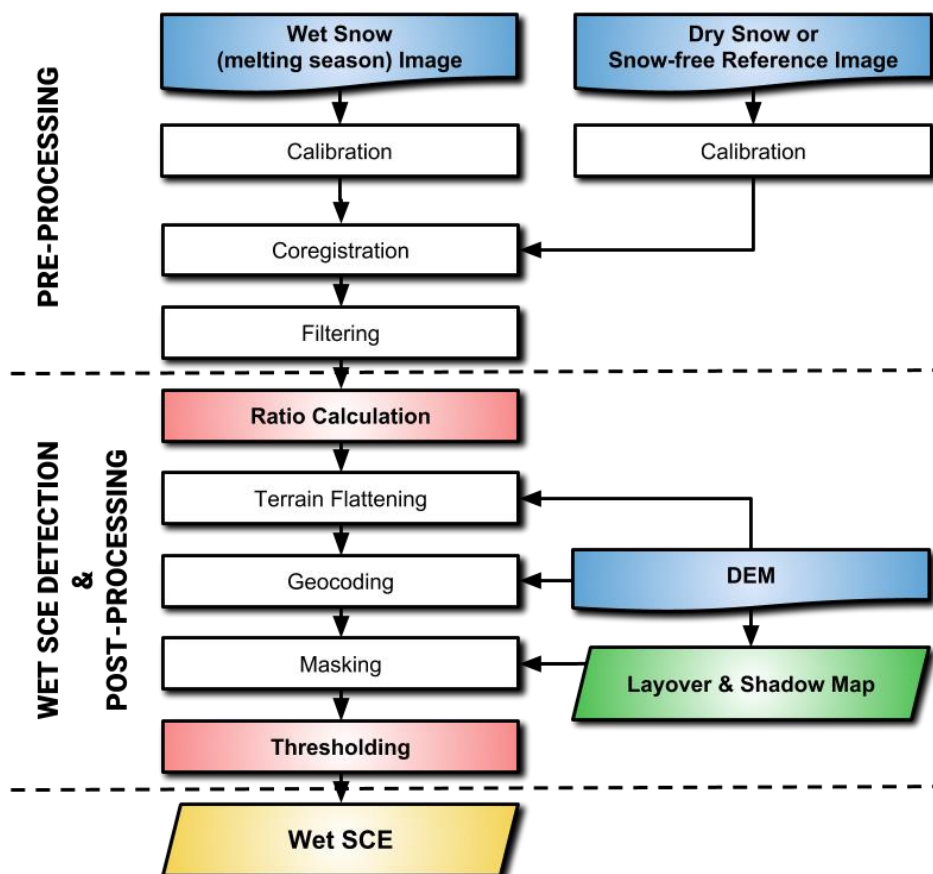 PRE-PROCESSING
Wet Snow
(melting season) Image
Dry Snow or
Snow-free Reference Image
Calibration
Calibration
Coregistration
Filtering
WET SCE DETECTION
&
POST-PROCESSING
Ratio Calculation
Terrain Flattening
Geocoding
DEM
Masking
Layover & Shadow Map
Thresholding
Wet SCE